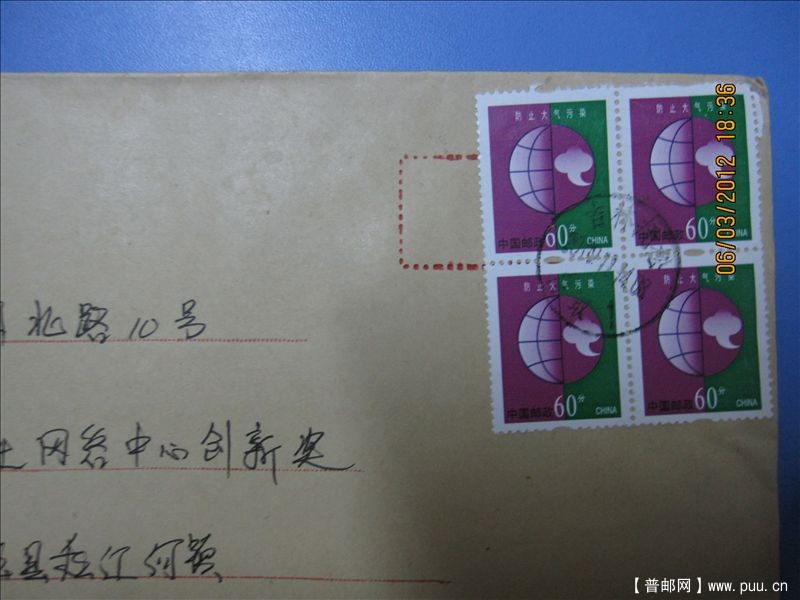 防止大气污染
中国邮政 60分 CHINA
防止大气污染
中国邮政 60分 CHINA
防止大气污染
中国邮政 60分 CHINA
防止大气污染
中国邮政 60分 CHINA
06/03/2012 18:36
北路10号
网络中心创新奖
县 江 何颖
【普邮网】www.puu.cn